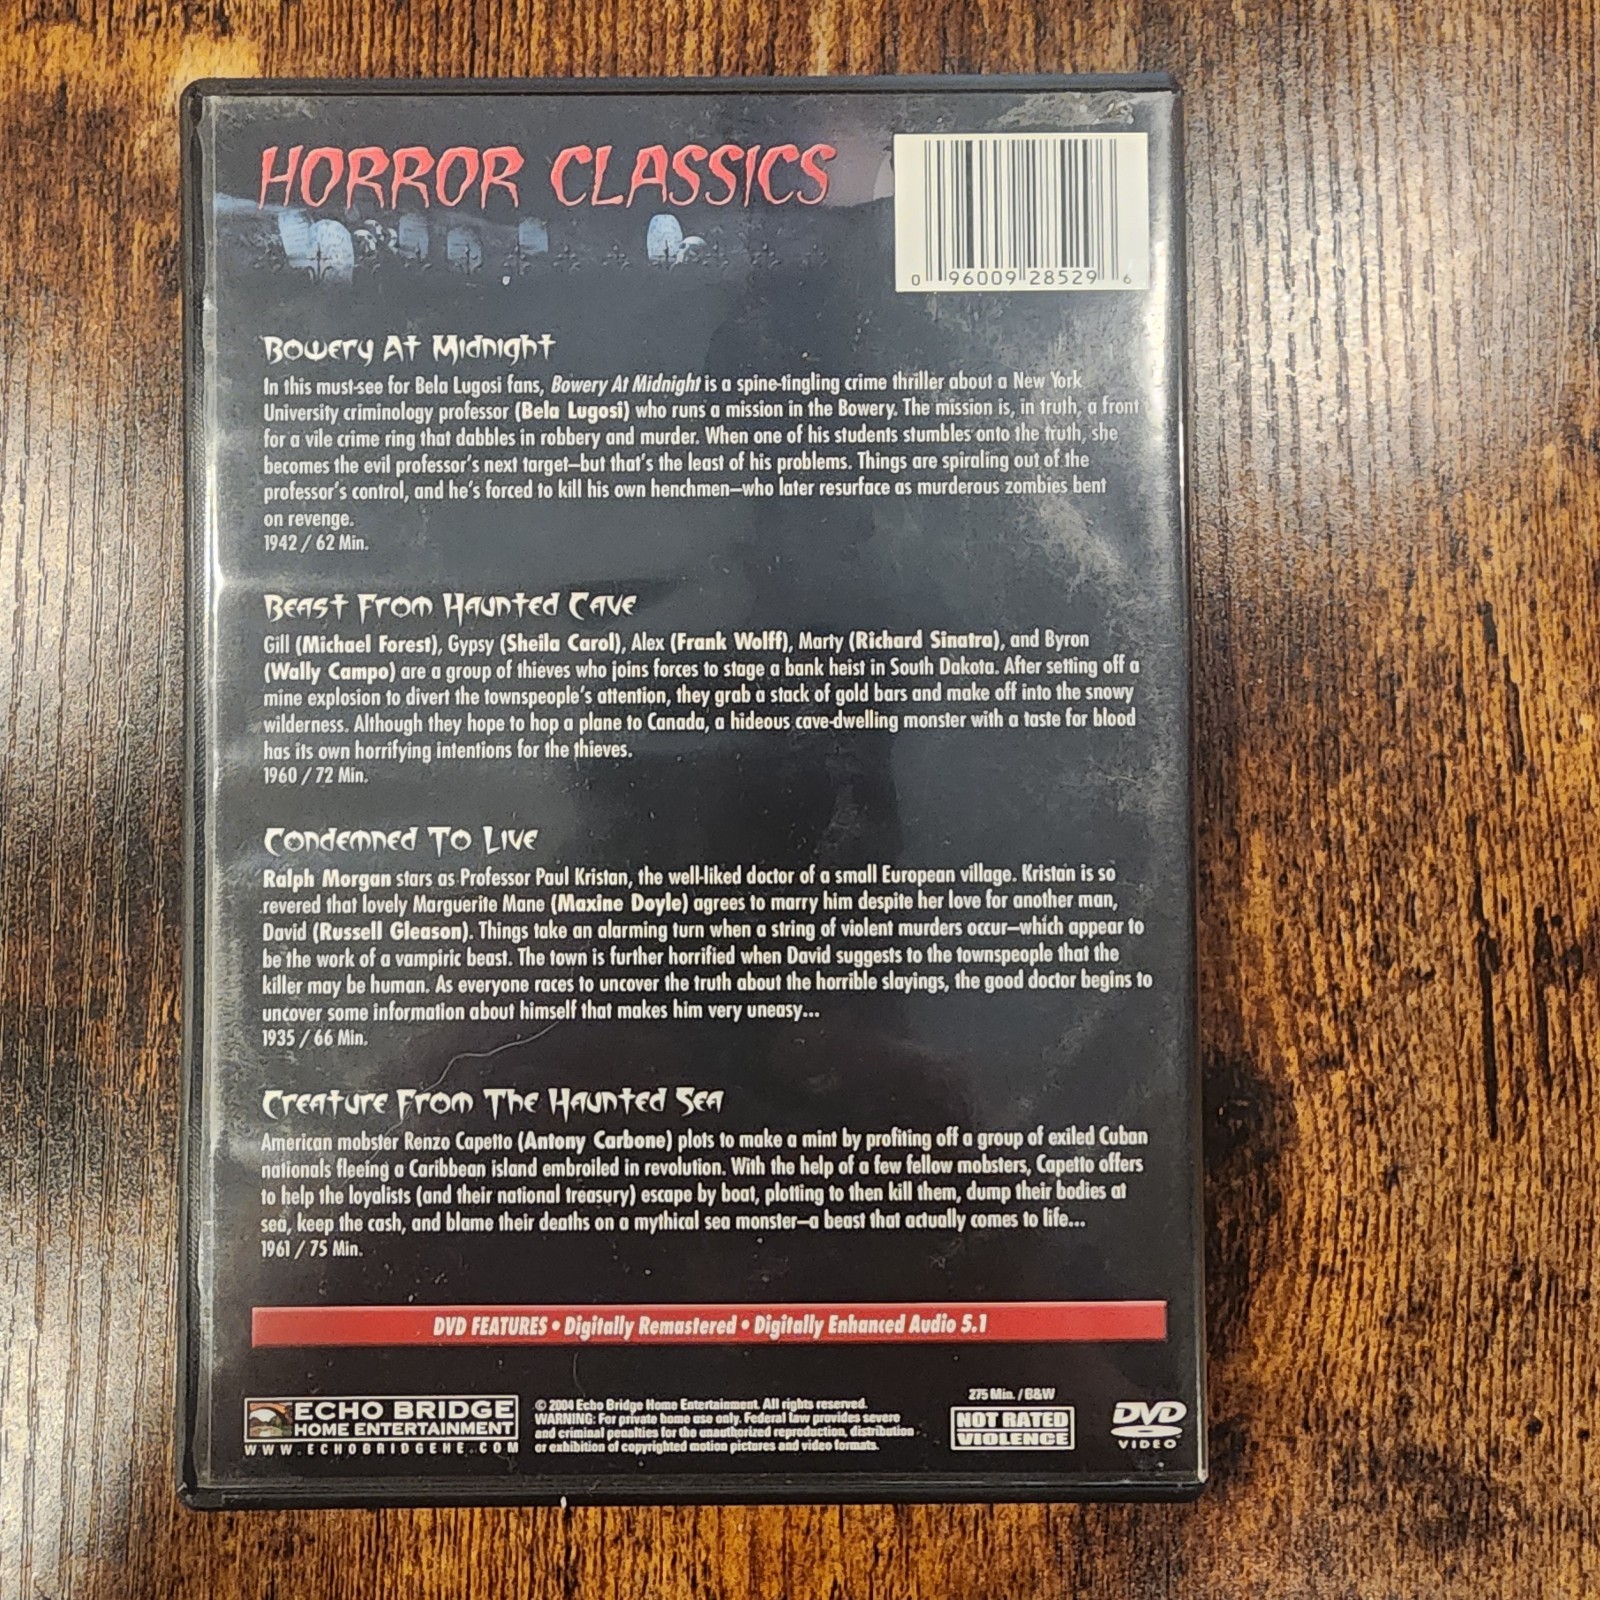 HORROR CLASSICS
0 96009 28529 6
Bowery At Midnight
In this must-see for Bela Lugosi fans, Bowery At Midnight is a spine-tingling crime thriller about a New York
University criminology professor (Bela Lugosi) who runs a mission in the Bowery. The mission is, in truth, a front
for a vile crime ring that dabbles in robbery and murder. When one of his students stumbles onto the truth, she
becomes the evil professor's next target—but that's the least of his problems. Things are spiraling out of the
professor's control, and he's forced to kill his own henchmen—who later resurface as murderous zombies bent
on revenge.
1942 / 62 Min.
Beast From Haunted Cave
Gill (Michael Forest), Gypsy (Sheila Carol), Alex (Frank Wolff), Marty (Richard Sinatra), and Byron
(Wally Campo) are a group of thieves who joins forces to stage a bank heist in South Dakota. After setting off a
mine explosion to divert the townspeople's attention, they grab a stack of gold bars and make off into the snowy
wilderness. Although they hope to hop a plane to Canada, a hideous cave-dwelling monster with a taste for blood
has its own horrifying intentions for the thieves.
1960 / 72 Min.
Condemned To Live
Ralph Morgan stars as Professor Paul Kristan, the well-liked doctor of a small European village. Kristan is so
revered that lovely Marguerite Mane (Maxine Doyle) agrees to marry him despite her love for another man,
David (Russell Gleason). Things take an alarming turn when a string of violent murders occur—which appear to
be the work of a vampiric beast. The town is further horrified when David suggests to the townspeople that the
killer may be human. As everyone races to uncover the truth about the horrible slayings, the good doctor begins to
uncover some information about himself that makes him very uneasy...
1935 / 66 Min.
Creature From The Haunted Sea
American mobster Renzo Capetto (Antony Carbone) plots to make a mint by profiting off a group of exiled Cuban
nationals fleeing a Caribbean island embroiled in revolution. With the help of a few fellow mobsters, Capetto offers
to help the loyalists (and their national treasury) escape by boat, plotting to then kill them, dump their bodies at
sea, keep the cash, and blame their deaths on a mythical sea monster—a beast that actually comes to life...
1961 / 75 Min.
DVD FEATURES • Digitally Remastered • Digitally Enhanced Audio 5.1
ECHO BRIDGE
HOME ENTERTAINMENT
WWW.ECHOBRIDGEHE.COM
© 2004 Echo Bridge Home Entertainment. All rights reserved.
WARNING: For private home use only. Federal law provides severe
and criminal penalties for the unauthorized reproduction, distribution
or exhibition of copyrighted motion pictures and video formats.
275 Min. / B&W
NOT RATED
VIOLENCE
DVD
VIDEO